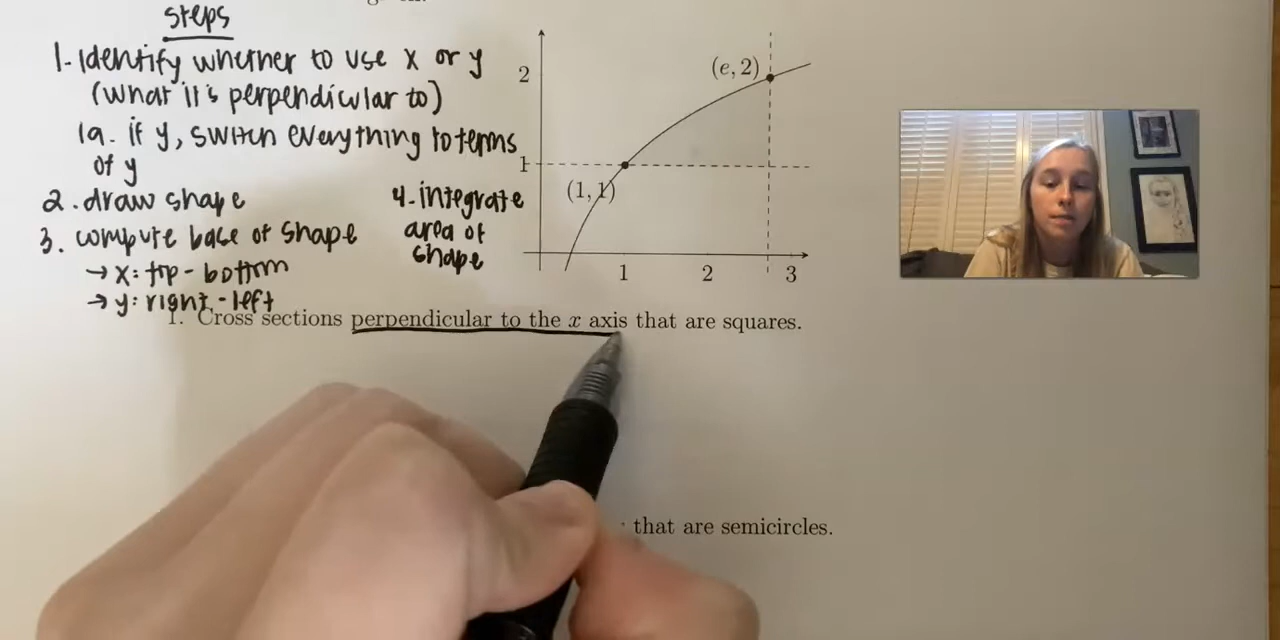 steps
1. Identify whether to use x or y
(what it's perpendicular to)
1a. if y, switch everything to terms
of y
2. draw shape
3. compute base of shape
→ x: top - bottom
→ y: right - left
4. integrate
area of
shape
2
1
(e, 2)
(1, 1)
1 2 3
1. Cross sections perpendicular to the x axis that are squares.
that are semicircles.